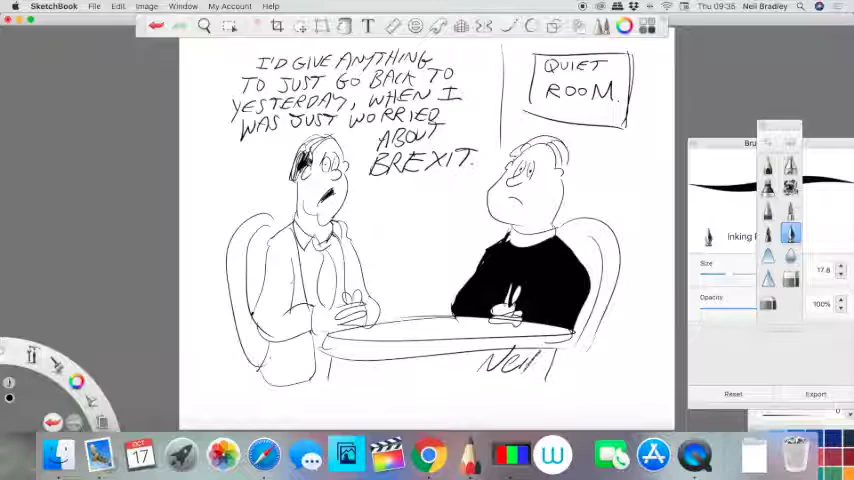 SketchBook File Edit Image Window My Account Help
Thu 09:35 Neil Bradley
I'D GIVE ANYTHING
TO JUST GO BACK TO
YESTERDAY, WHEN I
WAS JUST WORRIED
ABOUT
BREXIT.
QUIET
ROOM.
Neil
Bru
Inking
Size
17.8
Opacity
100%
Reset
Export
0
OCT
17
W